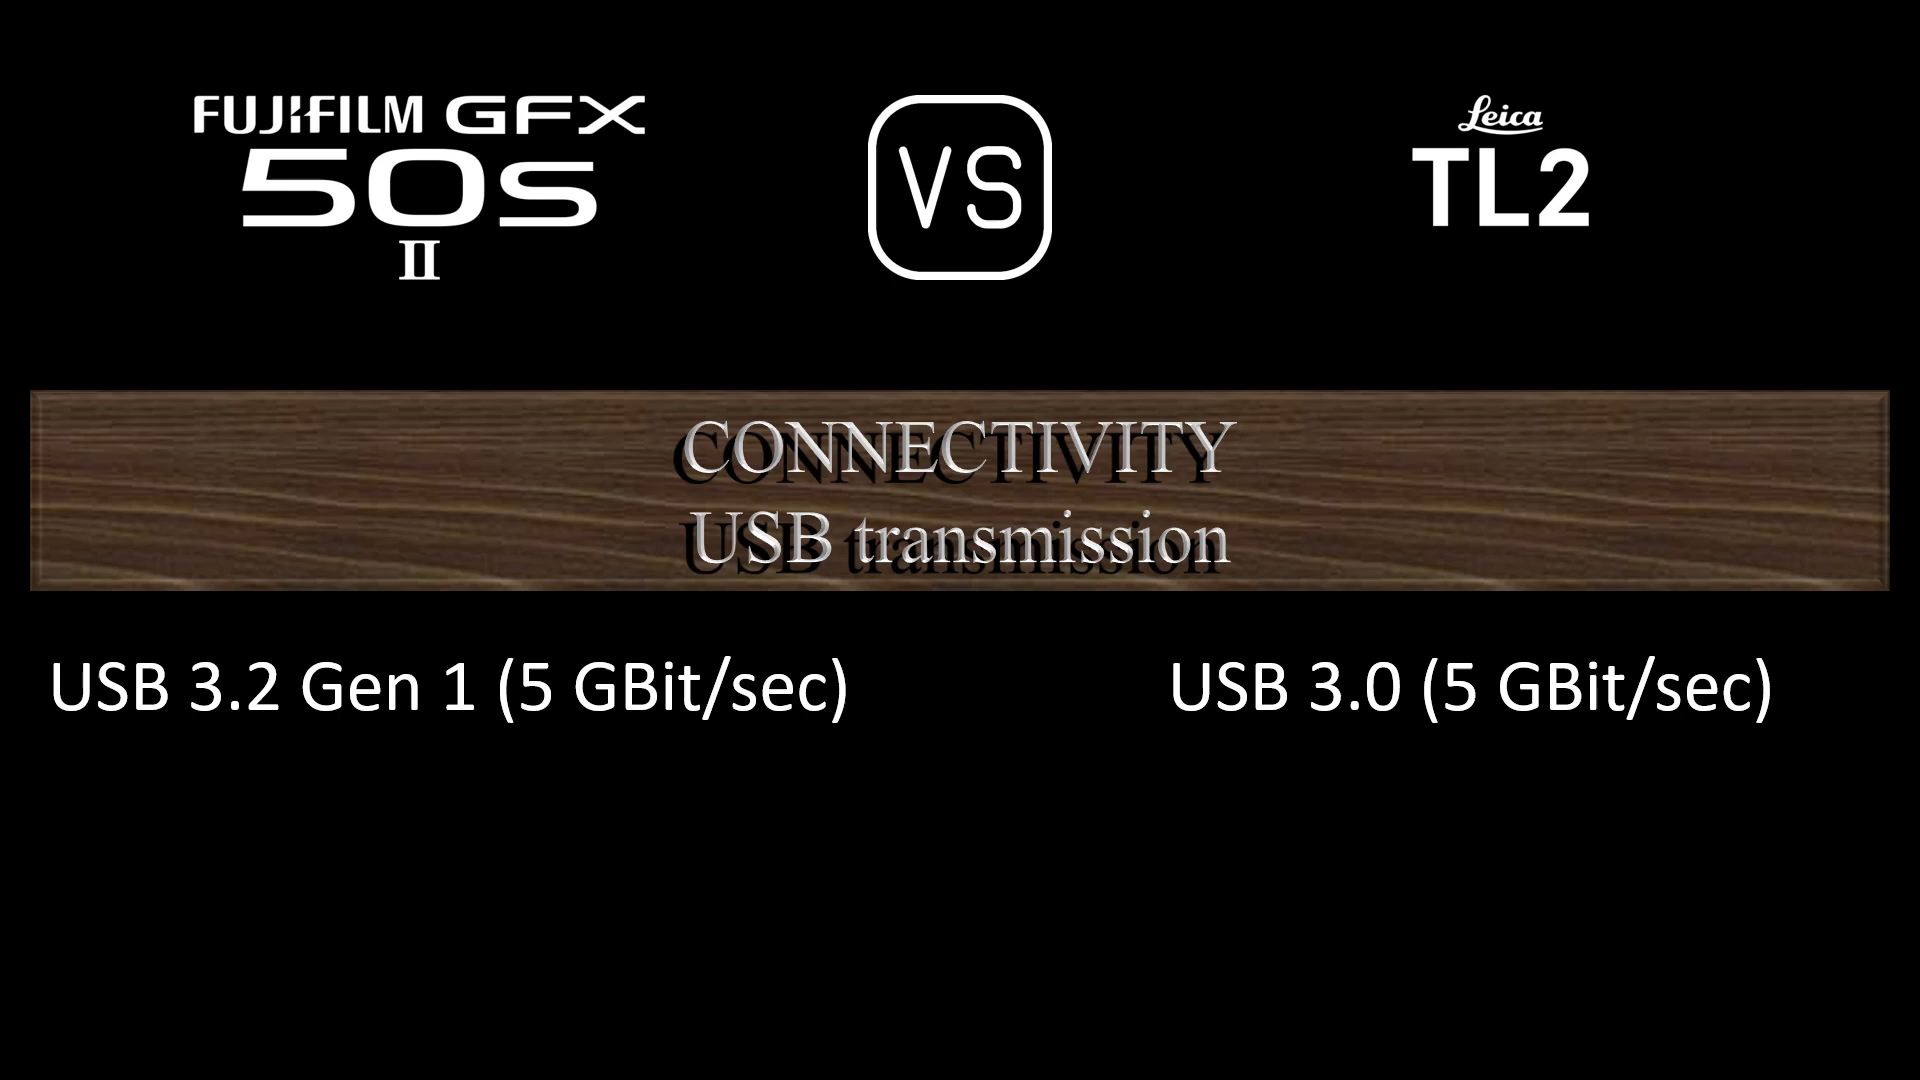 FUJIFILM GFX
50S
II
VS
Leica
TL2
CONNECTIVITY
USB transmission
USB 3.2 Gen 1 (5 GBit/sec)
USB 3.0 (5 GBit/sec)